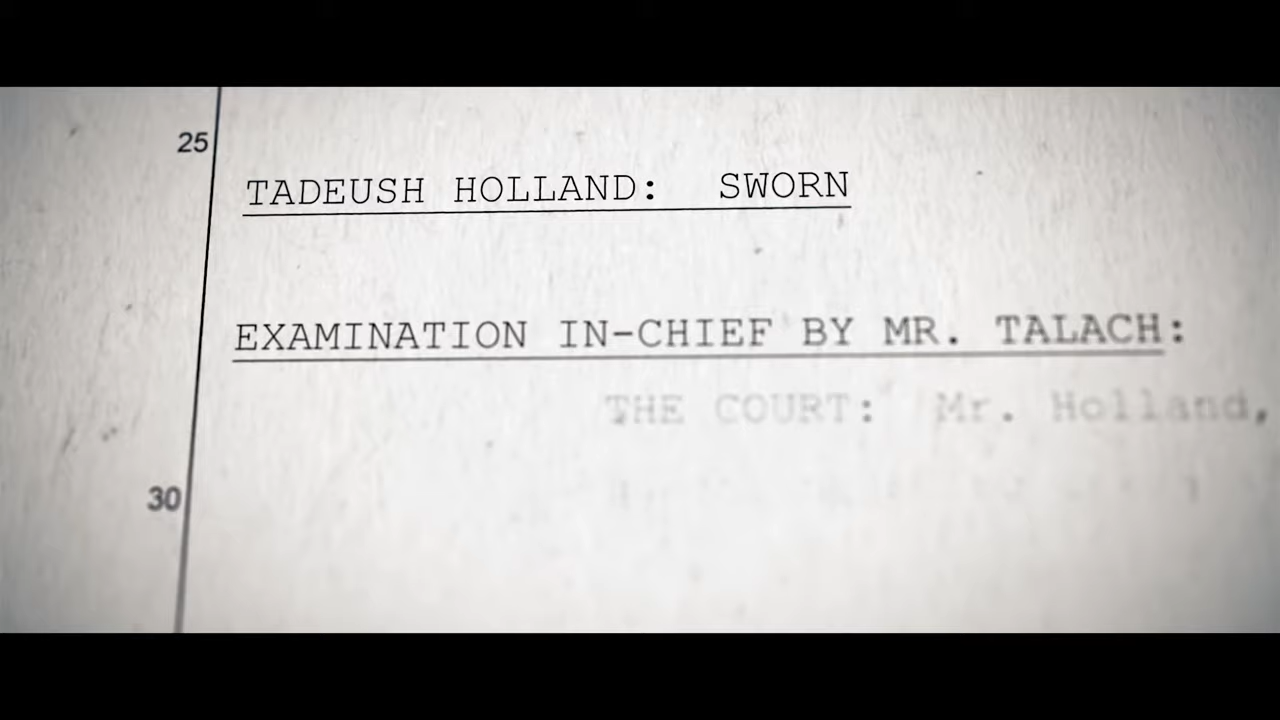 25
TADEUSH HOLLAND: SWORN
EXAMINATION IN-CHIEF BY MR. TALACH:
THE COURT: Mr. Holland,
30